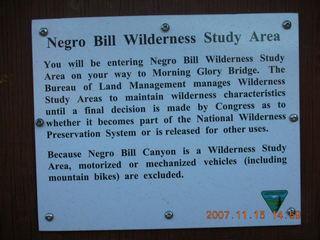 Negro Bill Wilderness Study Area
You will be entering Negro Bill Wilderness Study
Area on your way to Morning Glory Bridge. The
Bureau of Land Management manages Wilderness
Study Areas to maintain wilderness characteristics
until a final decision is made by Congress as to
whether it becomes part of the National Wilderness
Preservation System or is released for other uses.
Because Negro Bill Canyon is a Wilderness Study
Area, motorized or mechanized vehicles (including
mountain bikes) are excluded.